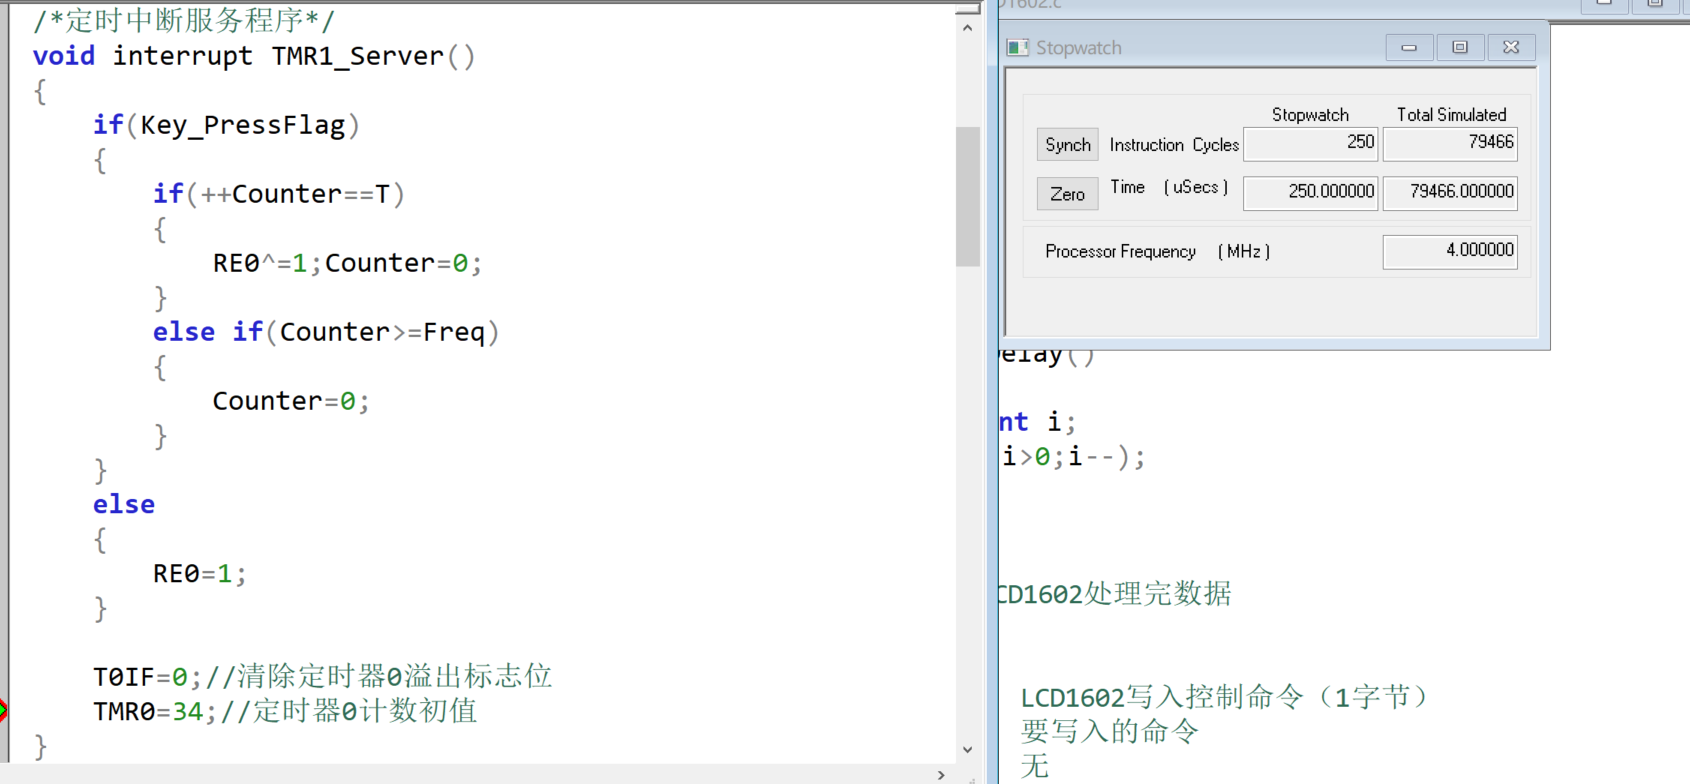 /*定时中断服务程序*/
void interrupt TMR1_Server()
{
if(Key_PressFlag)
{
if(++Counter==T)
{
RE0^=1;Counter=0;
}
else if(Counter>=Freq)
{
Counter=0;
}
}
else
{
RE0=1;
}
T0IF=0;//清除定时器0溢出标志位
TMR0=34;//定时器0计数初值
}
D1602.c
Stopwatch
Stopwatch Total Simulated
Synch Instruction Cycles 250 79466
Zero Time (uSecs) 250.000000 79466.000000
Processor Frequency (MHz) 4.000000
elay()
nt i;
i>0;i--);
CD1602处理完数据
LCD1602写入控制命令（1字节）
要写入的命令
无